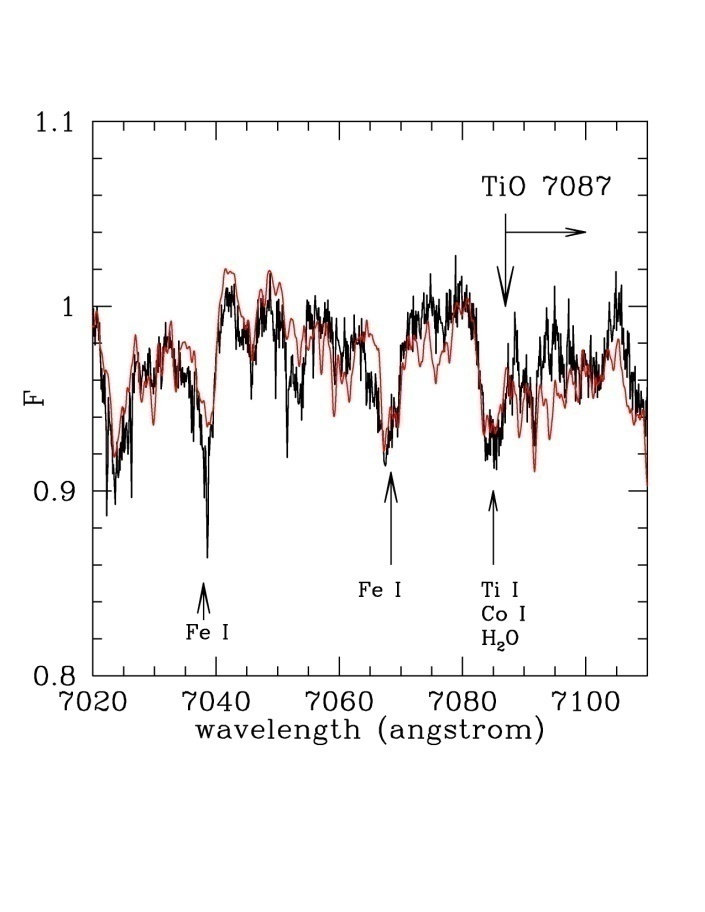 1.1
TiO 7087
1
F
0.9
Fe I
Ti I
Co I
H₂O
Fe I
0.8
7020 7040 7060 7080 7100
wavelength (angstrom)